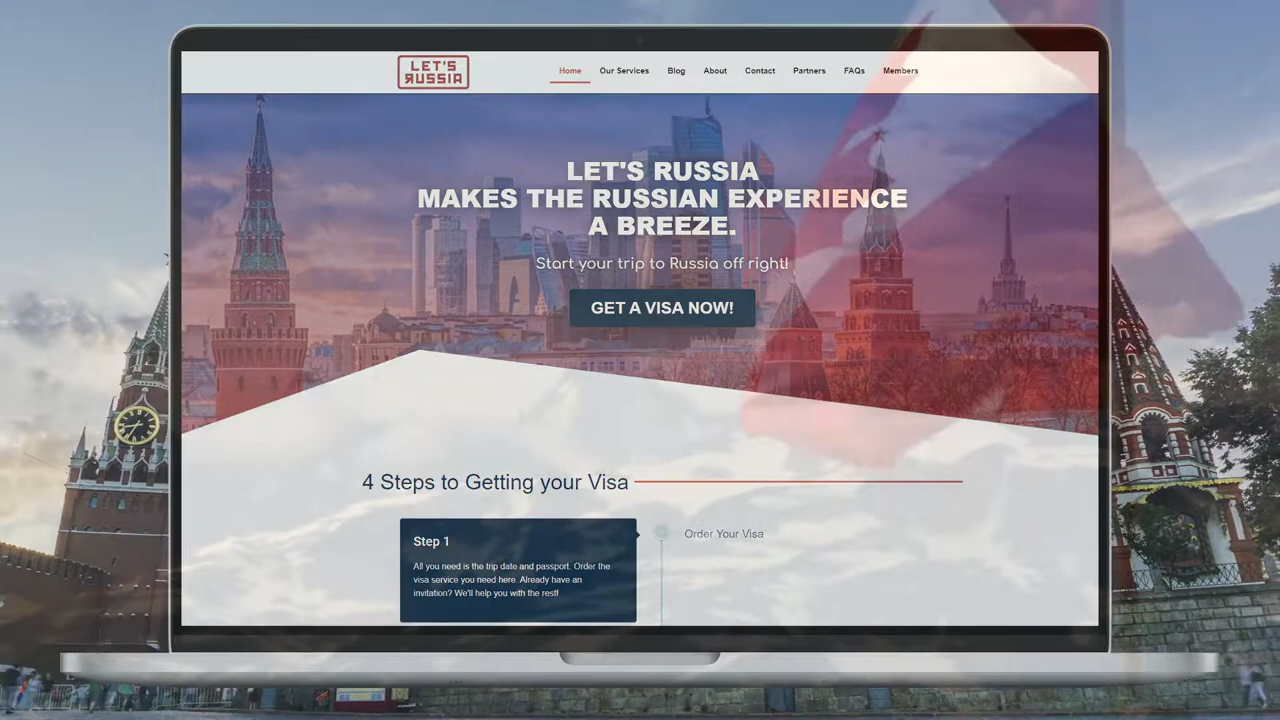 LET'S
ЯUSSIA
Home Our Services Blog About Contact Partners FAQs Members
LET'S RUSSIA
MAKES THE RUSSIAN EXPERIENCE
A BREEZE.
Start your trip to Russia off right!
GET A VISA NOW!
4 Steps to Getting your Visa
Step 1
Order Your Visa
All you need is the trip date and passport. Order the
visa service you need here. Already have an
invitation? We'll help you with the rest!